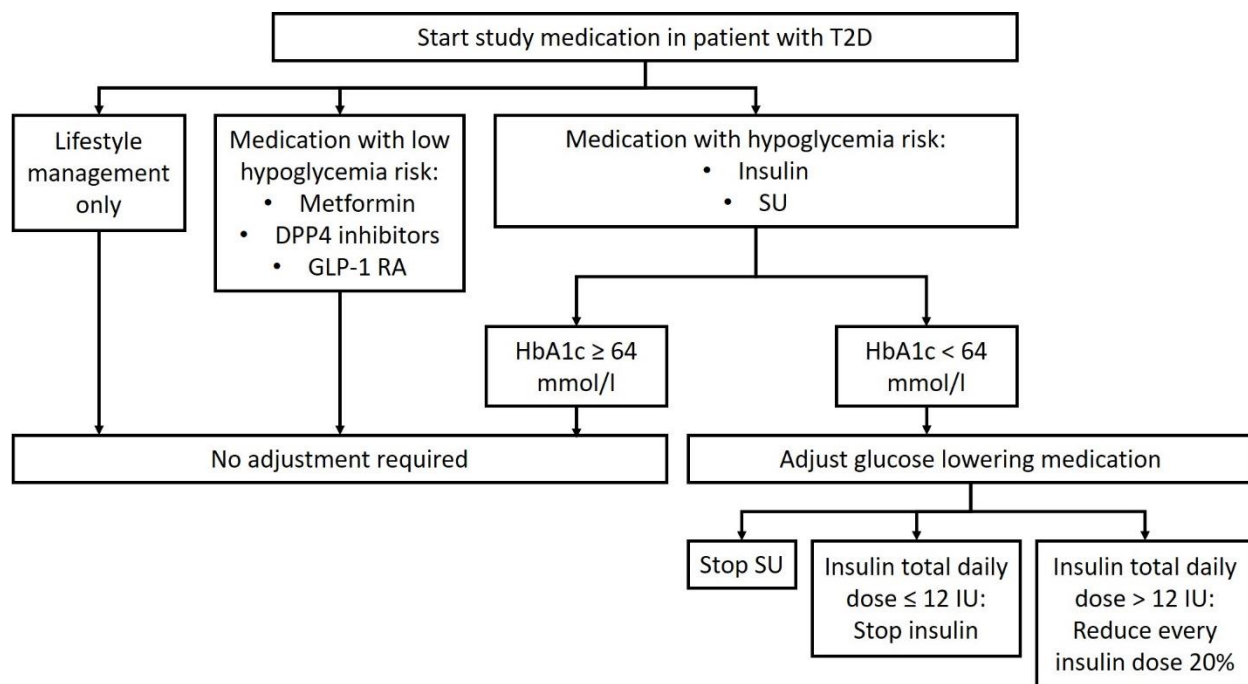 Start study medication in patient with T2D
Lifestyle
management
only
Medication with low
hypoglycemia risk:
• Metformin
• DPP4 inhibitors
• GLP-1 RA
Medication with hypoglycemia risk:
• Insulin
• SU
HbA1c ≥ 64
mmol/l
HbA1c < 64
mmol/l
No adjustment required
Adjust glucose lowering medication
Stop SU
Insulin total daily
dose ≤ 12 IU:
Stop insulin
Insulin total daily
dose > 12 IU:
Reduce every
insulin dose 20%